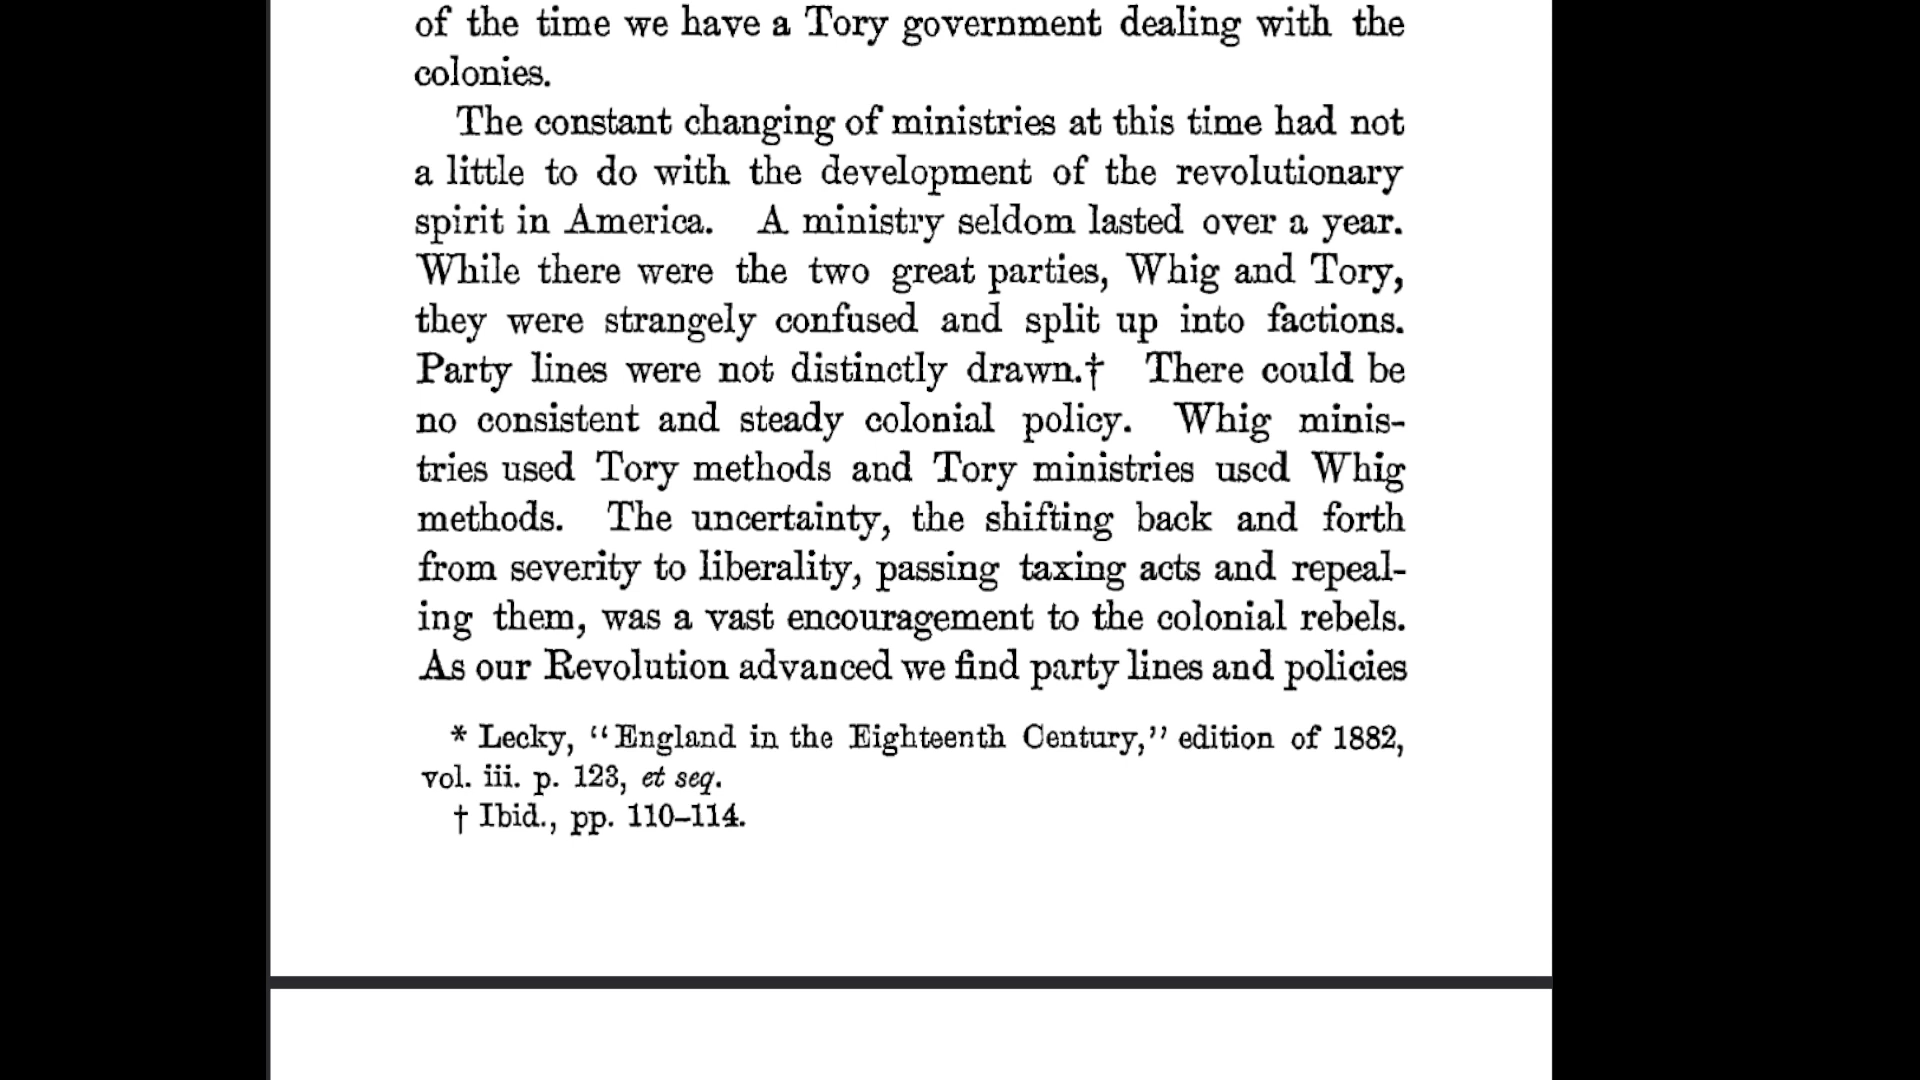 of the time we have a Tory government dealing with the
colonies.
The constant changing of ministries at this time had not
a little to do with the development of the revolutionary
spirit in America. A ministry seldom lasted over a year.
While there were the two great parties, Whig and Tory,
they were strangely confused and split up into factions.
Party lines were not distinctly drawn.† There could be
no consistent and steady colonial policy. Whig minis-
tries used Tory methods and Tory ministries used Whig
methods. The uncertainty, the shifting back and forth
from severity to liberality, passing taxing acts and repeal-
ing them, was a vast encouragement to the colonial rebels.
As our Revolution advanced we find party lines and policies
* Lecky, “England in the Eighteenth Century,” edition of 1882,
vol. iii. p. 123, et seq.
† Ibid., pp. 110–114.